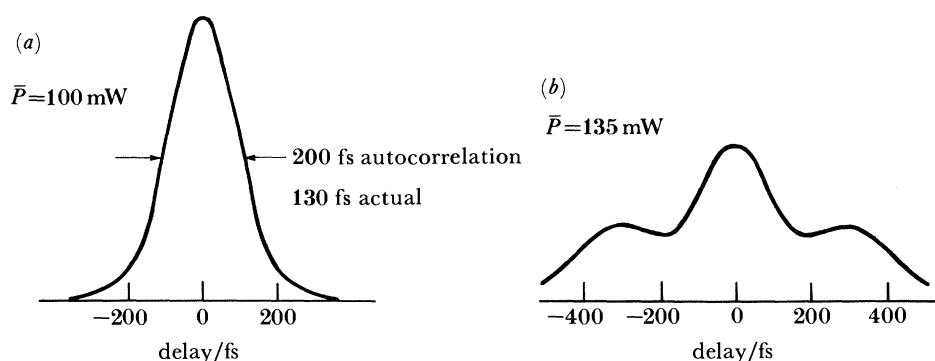 (a)
P̄=100 mW
200 fs autocorrelation
130 fs actual
−200 0 200
delay/fs
(b)
P̄=135 mW
−400 −200 0 200 400
delay/fs